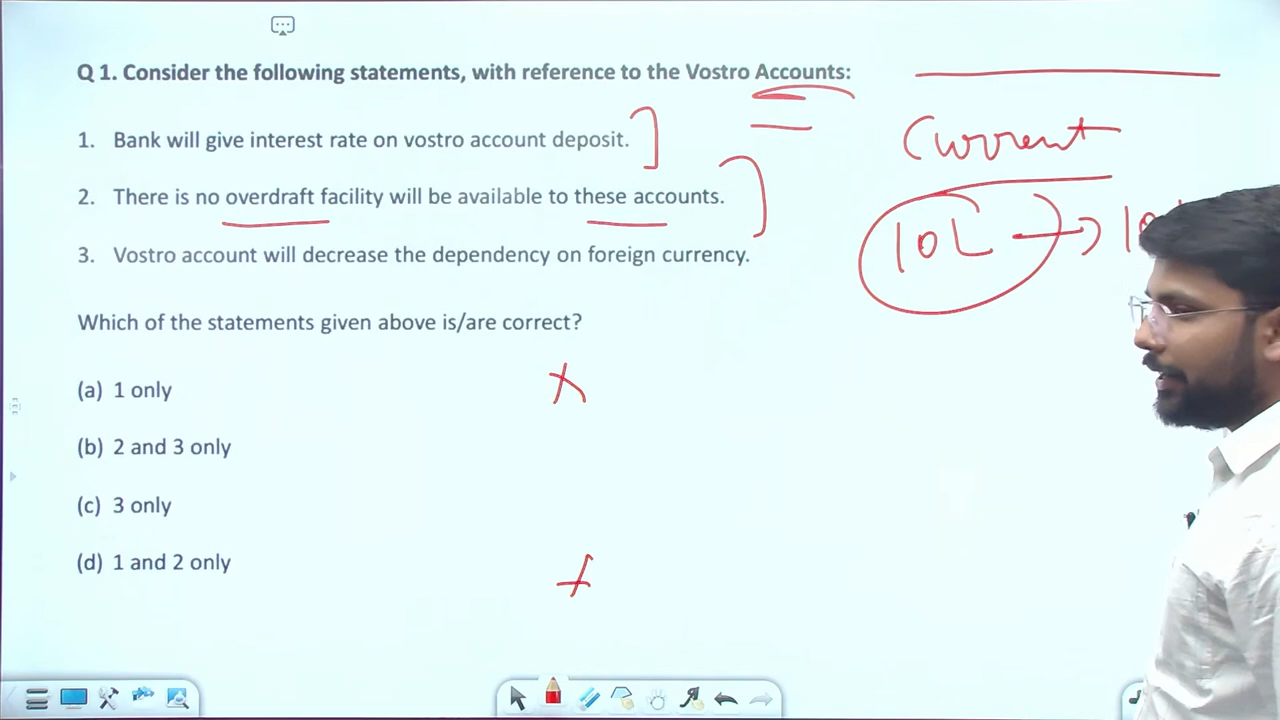 Q 1. Consider the following statements, with reference to the Vostro Accounts:
1. Bank will give interest rate on vostro account deposit.
2. There is no overdraft facility will be available to these accounts.
3. Vostro account will decrease the dependency on foreign currency.
Which of the statements given above is/are correct?
(a) 1 only
(b) 2 and 3 only
(c) 3 only
(d) 1 and 2 only
Current
10L